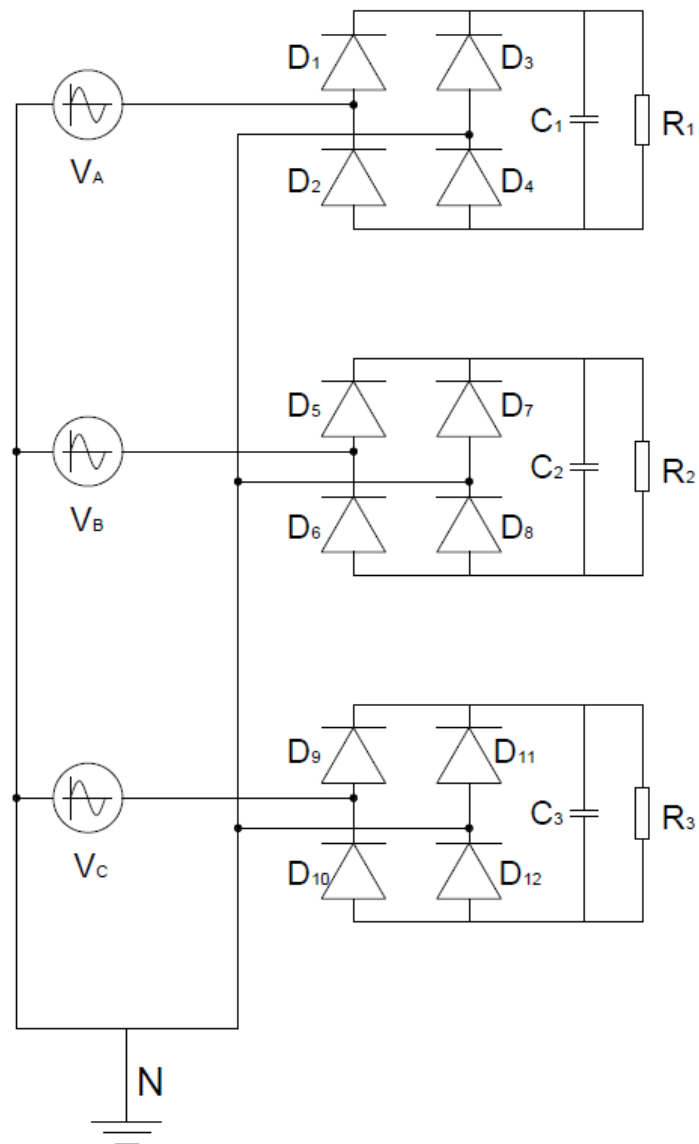 D1 D3
VA C1 R1
D2 D4
D5 D7
VB C2 R2
D6 D8
D9 D11
VC C3 R3
D10 D12
N